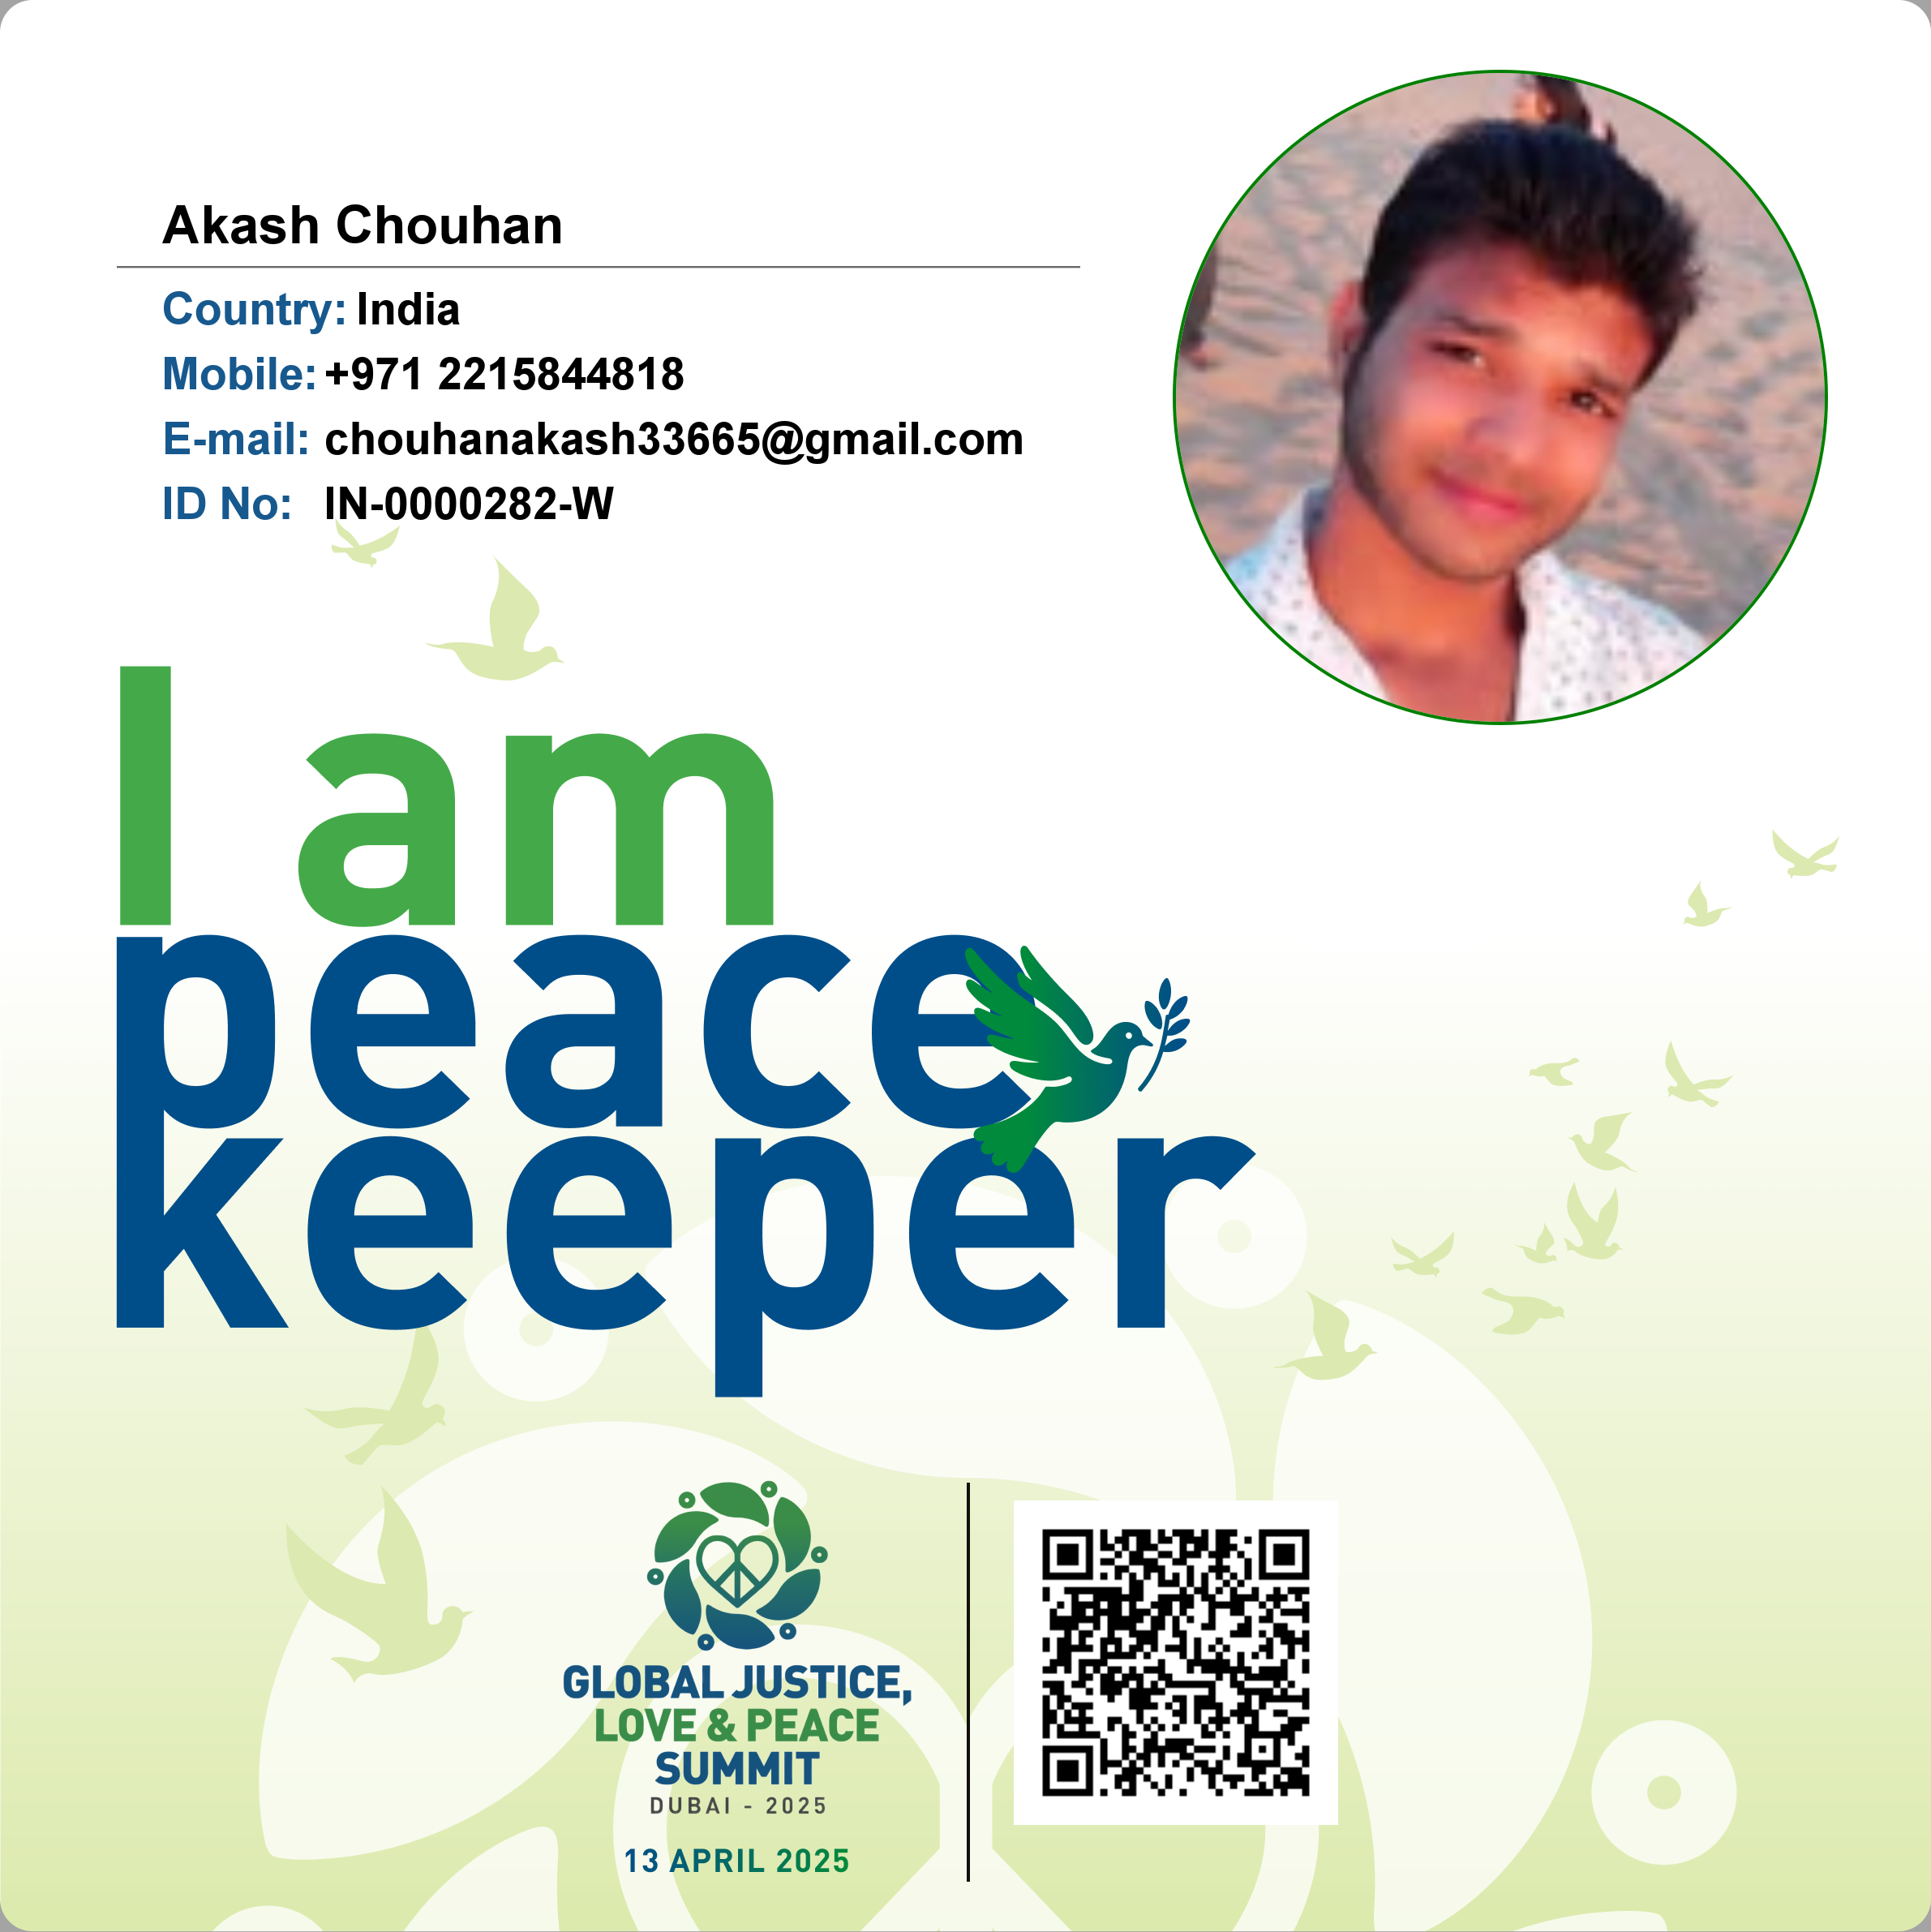 Akash Chouhan
Country: India
Mobile: +971 2215844818
E-mail: chouhanakash33665@gmail.com
ID No: IN-0000282-W
I am
peace
keeper
GLOBAL JUSTICE,
LOVE & PEACE
SUMMIT
DUBAI - 2025
13 APRIL 2025